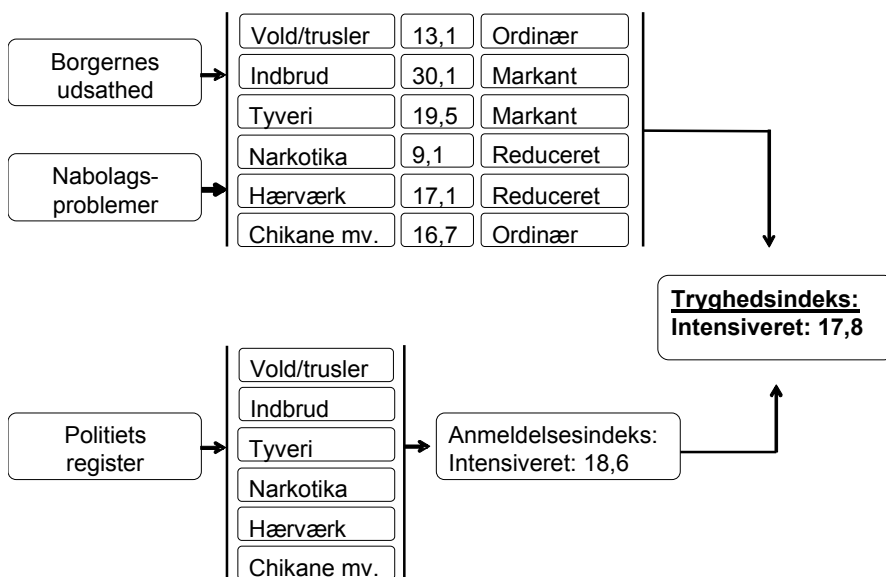 Borgernes
udsathed
Nabolags-
problemer
Vold/trusler 13,1 Ordinær
Indbrud 30,1 Markant
Tyveri 19,5 Markant
Narkotika 9,1 Reduceret
Hærværk 17,1 Reduceret
Chikane mv. 16,7 Ordinær
Tryghedsindeks:
Intensiveret: 17,8
Politiets
register
Vold/trusler
Indbrud
Tyveri
Narkotika
Hærværk
Chikane mv.
Anmeldelsesindeks:
Intensiveret: 18,6